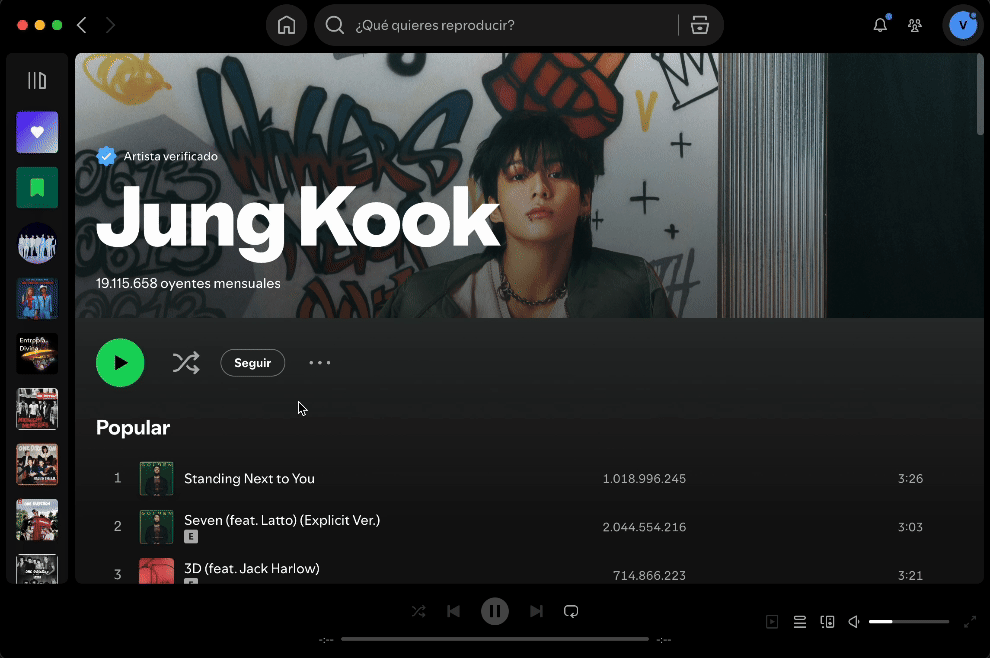 ¿Qué quieres reproducir?
V
WINNERS
0613
Artista verificado
Jung Kook
19.115.658 oyentes mensuales
Seguir
Popular
1 Standing Next to You 1.018.996.245 3:26
2 Seven (feat. Latto) (Explicit Ver.) 2.044.554.216 3:03
E
3 3D (feat. Jack Harlow) 714.866.223 3:21
-:--
-:--